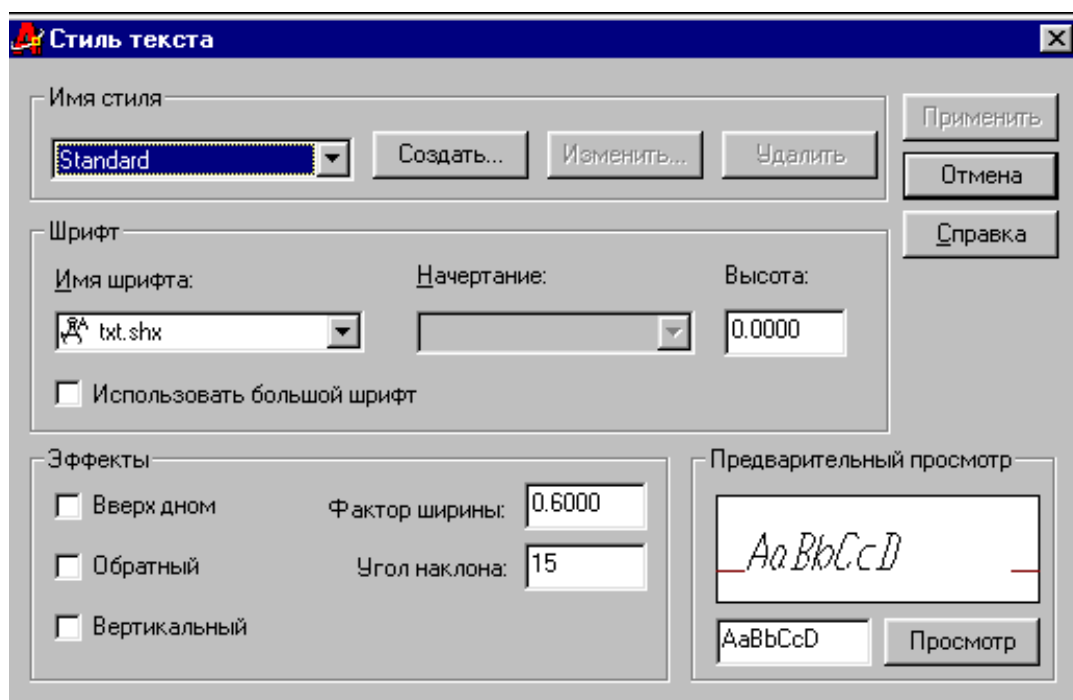 Стиль текста
Имя стиля
Standard Создать... Изменить... Удалить
Применить
Отмена
Справка
Шрифт
Имя шрифта: Начертание: Высота:
txt.shx 0.0000
Использовать большой шрифт
Эффекты
Вверх дном Фактор ширины: 0.6000
Обратный Угол наклона: 15
Вертикальный
Предварительный просмотр
AaBbCcD
AaBbCcD Просмотр